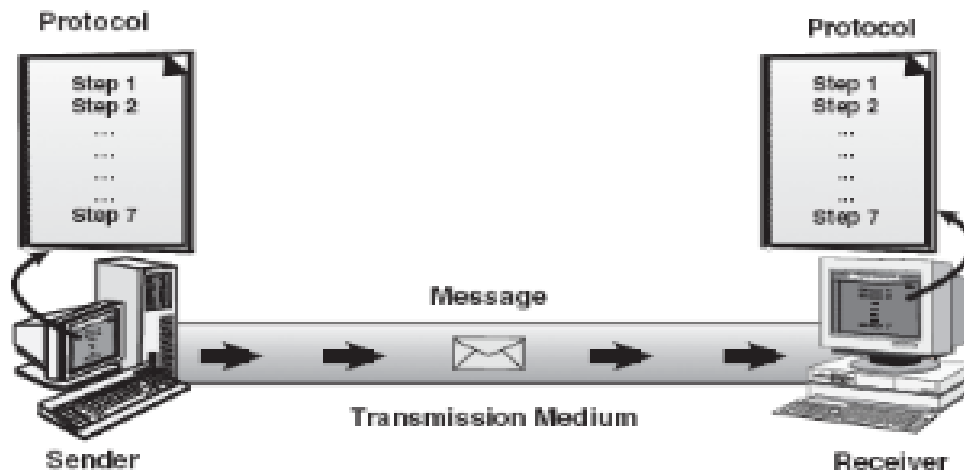 Protocol
Step 1
Step 2
...
...
...
...
Step 7
Protocol
Step 1
Step 2
...
...
...
...
Step 7
Message
Transmission Medium
Sender
Receiver